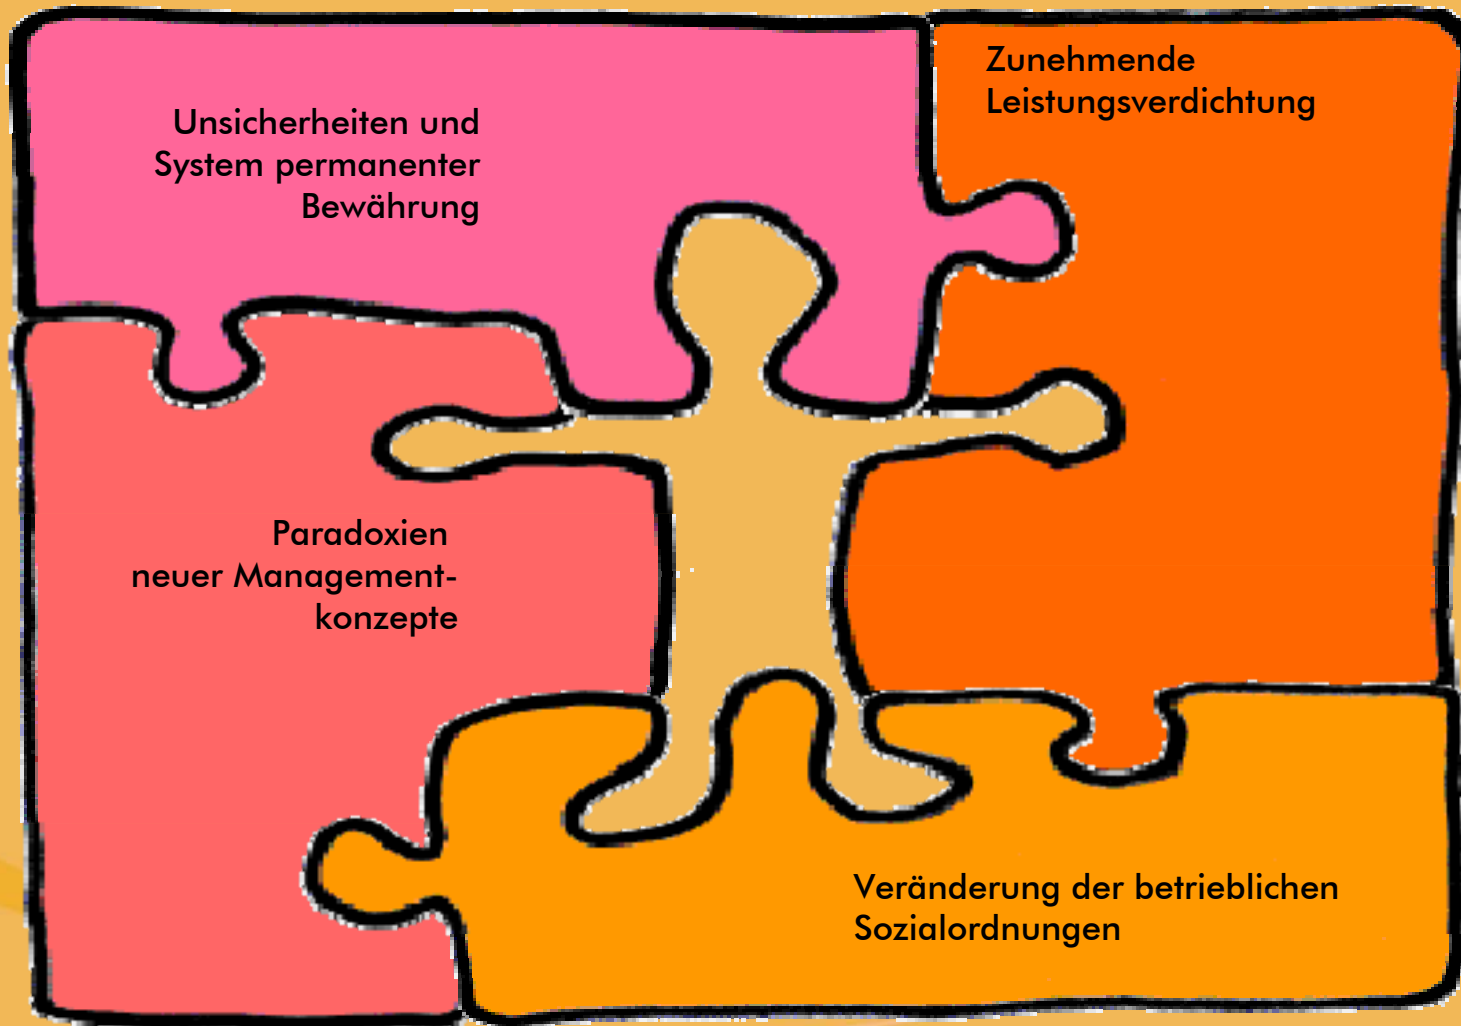 Unsicherheiten und
System permanenter
Bewährung
Zunehmende
Leistungsverdichtung
Paradoxien
neuer Management-
konzepte
Veränderung der betrieblichen
Sozialordnungen